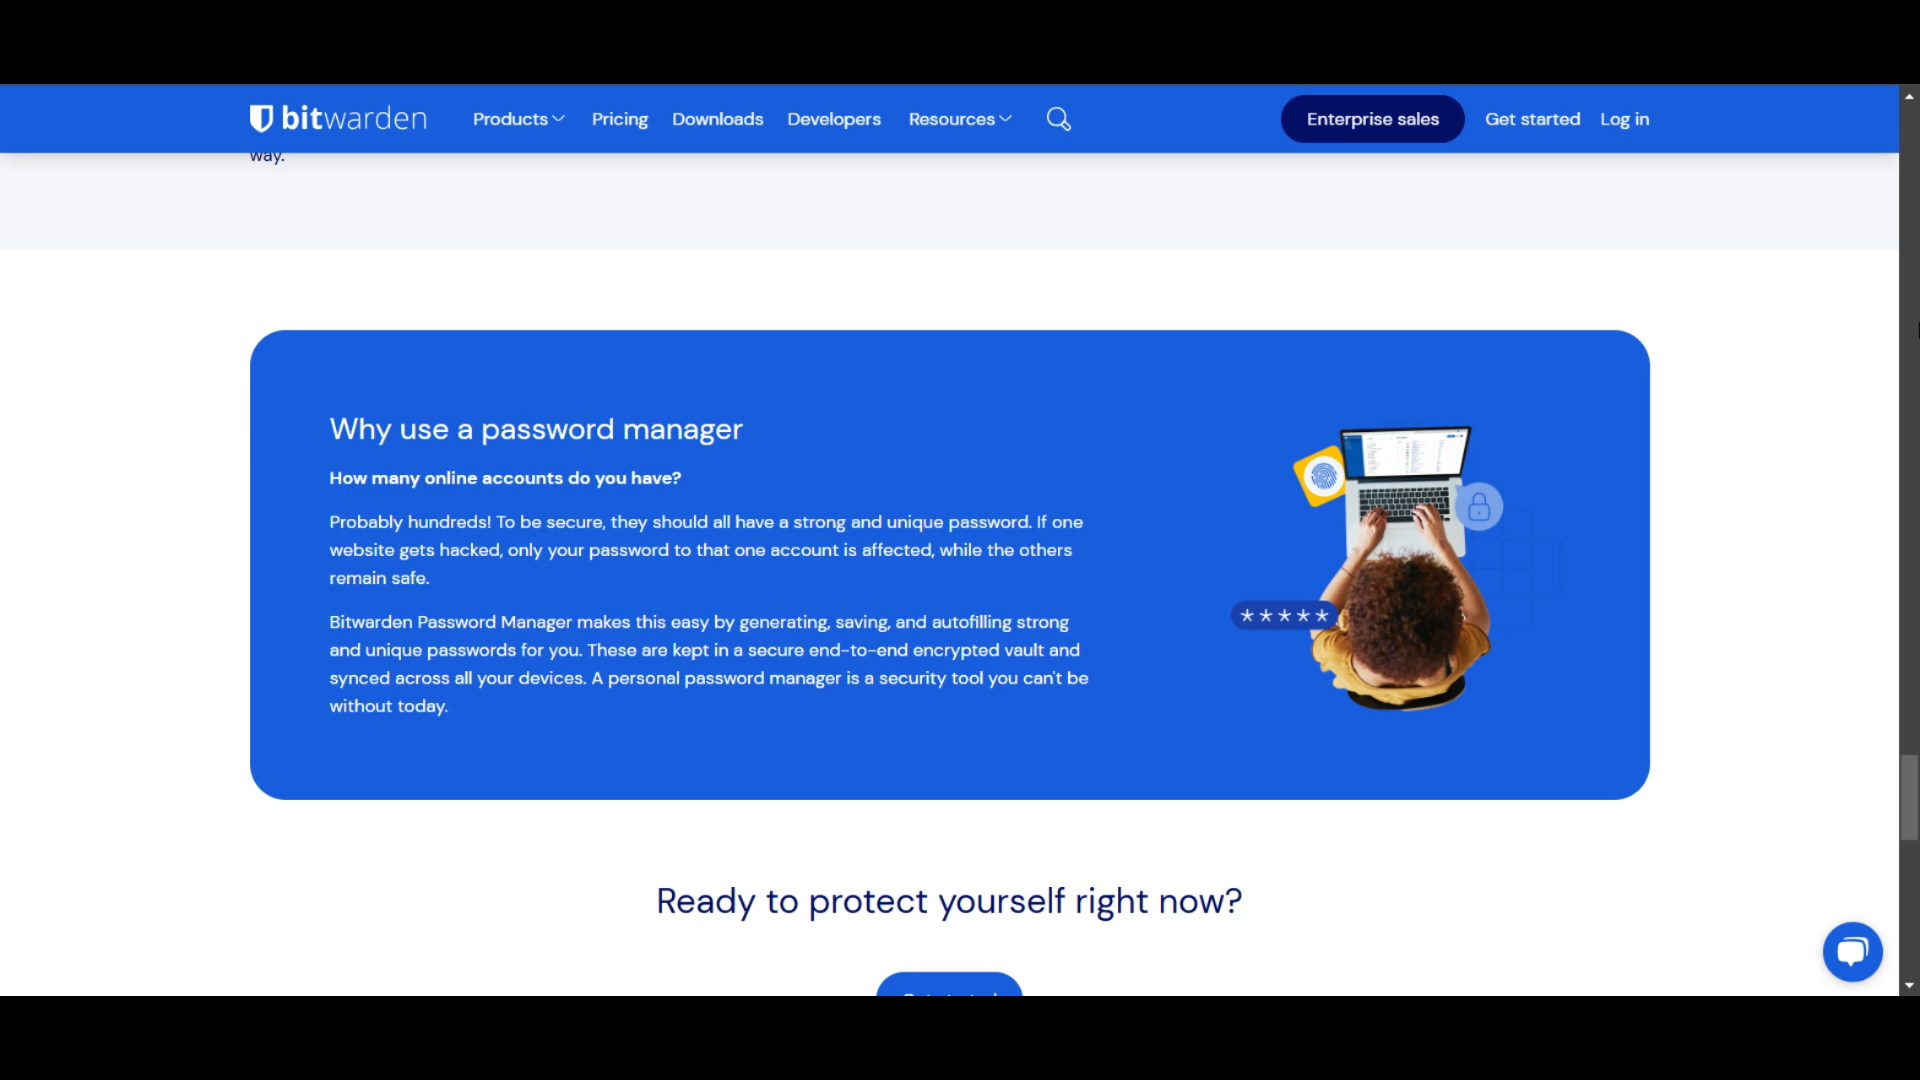 bitwarden Products Pricing Downloads Developers Resources Enterprise sales Get started Log in
way.
Why use a password manager
How many online accounts do you have?
Probably hundreds! To be secure, they should all have a strong and unique password. If one
website gets hacked, only your password to that one account is affected, while the others
remain safe.
Bitwarden Password Manager makes this easy by generating, saving, and autofilling strong
and unique passwords for you. These are kept in a secure end-to-end encrypted vault and
synced across all your devices. A personal password manager is a security tool you can't be
without today.
*****
Ready to protect yourself right now?